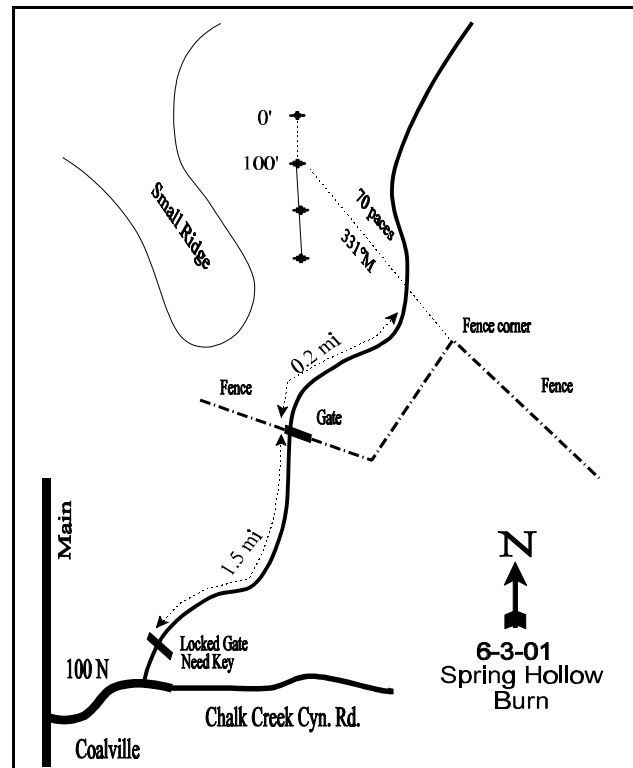 0'
100'
Small Ridge
70 paces
331°M
Fence corner
0.2 mi
Fence
Fence
Gate
Main
1.5 mi
N
Locked Gate
Need Key
6-3-01
Spring Hollow
Burn
100 N
Chalk Creek Cyn. Rd.
Coalville